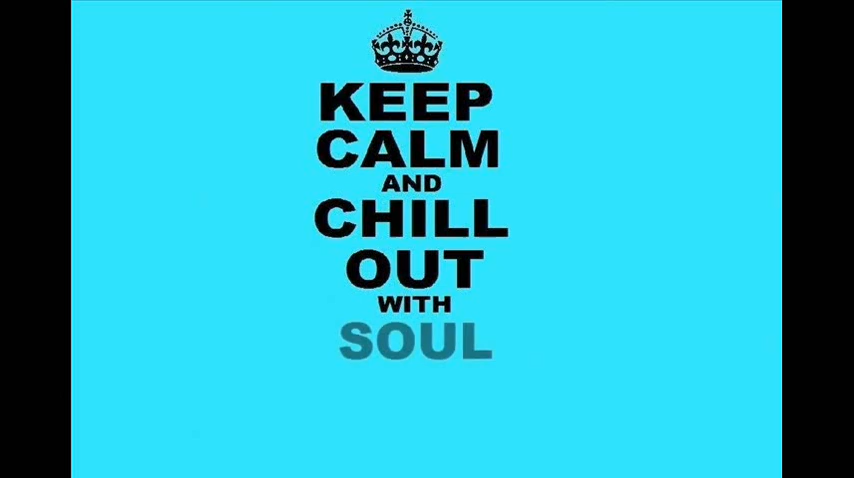 KEEP
CALM
AND
CHILL
OUT
WITH
SOUL